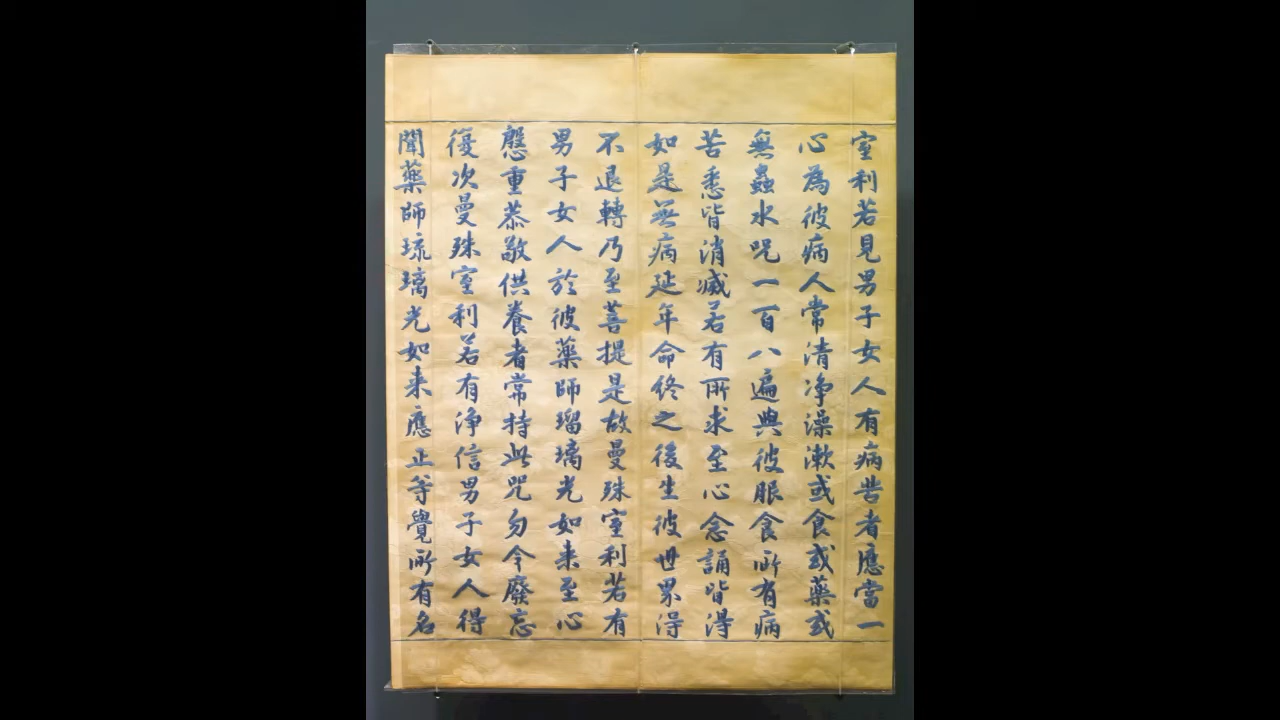 室利若見男子女人有病苦者應當一
心為彼病人常清净澡漱或食或藥或
無蟲水呪一百八遍與彼服食所有病
苦悉皆消滅若有所求至心念誦皆得
如是無病延年命終之後生彼世界得
不退轉乃至菩提是故曼殊室利若有
男子女人於彼藥師瑠璃光如来至心
慇重恭敬供養者常持此咒勿令廢忘
復次曼殊室利若有淨信男子女人得
聞藥師琉璃光如来應正等覺所有名